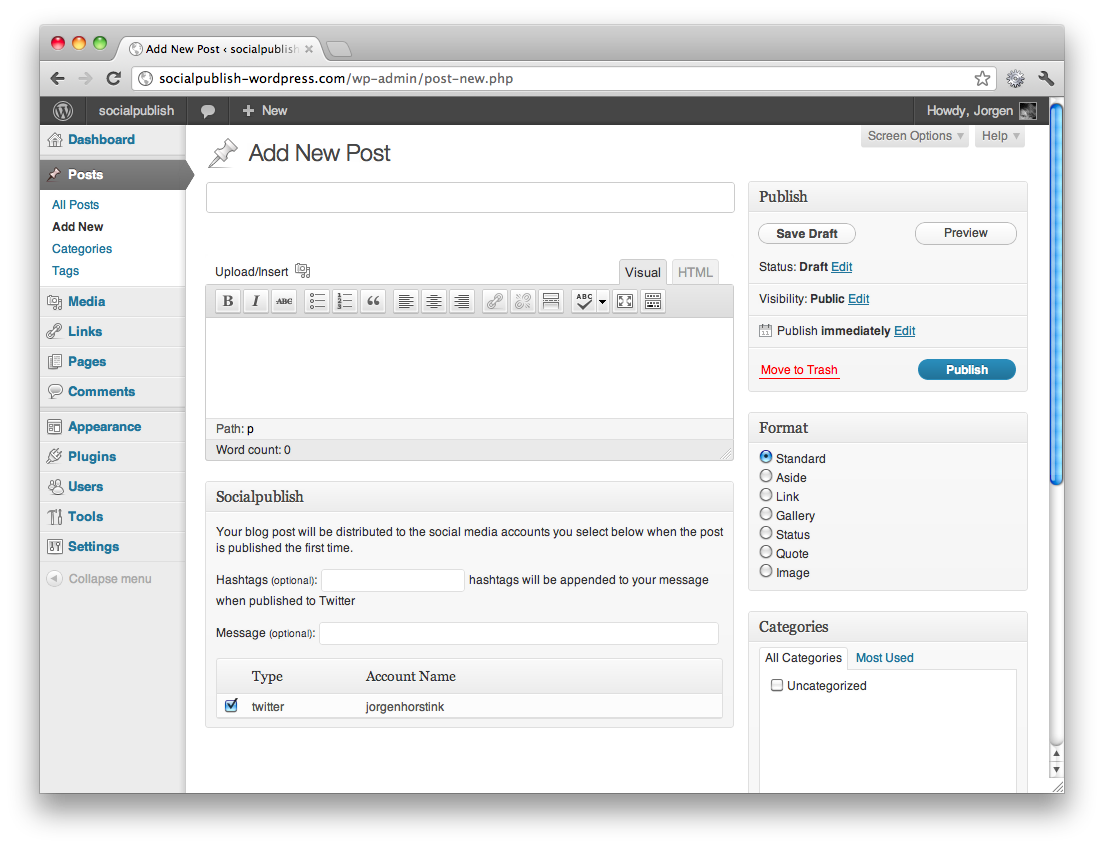 Add New Post ‹ socialpublish
socialpublish-wordpress.com/wp-admin/post-new.php
socialpublish
New
Howdy, Jorgen
Dashboard
Posts
All Posts
Add New
Categories
Tags
Media
Links
Pages
Comments
Appearance
Plugins
Users
Tools
Settings
Collapse menu
Screen Options
Help
Add New Post
Upload/Insert
Visual
HTML
B I ABC
1 2 3
ABC
Path: p
Word count: 0
Socialpublish
Your blog post will be distributed to the social media accounts you select below when the post
is published the first time.
Hashtags (optional): hashtags will be appended to your message
when published to Twitter
Message (optional):
Type Account Name
twitter jorgenhorstink
Publish
Save Draft
Preview
Status: Draft Edit
Visibility: Public Edit
11
Publish immediately Edit
Move to Trash
Publish
Format
Standard
Aside
Link
Gallery
Status
Quote
Image
Categories
All Categories
Most Used
Uncategorized